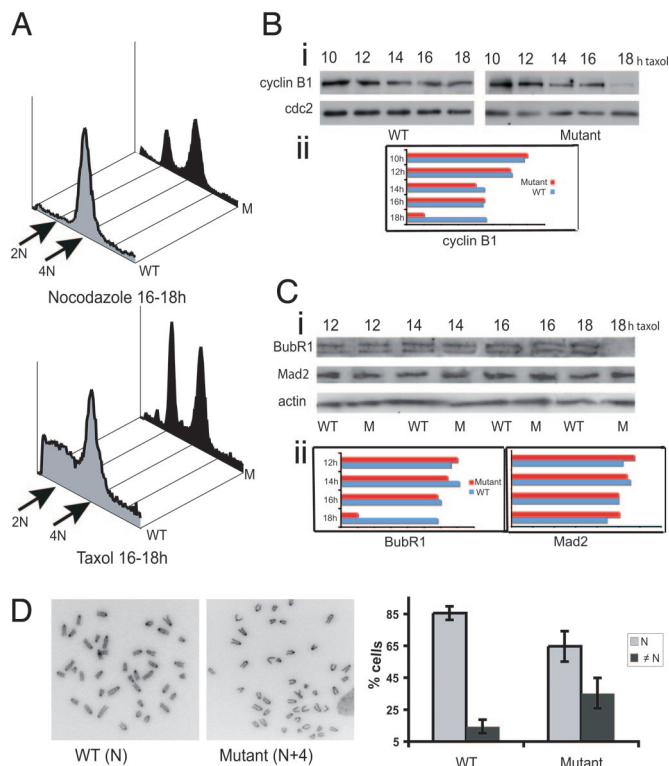 A
M
2N
4N
WT
Nocodazole 16-18h
M
2N
4N
WT
Taxol 16-18h
B
i
10 12 14 16 18 10 12 14 16 18 h taxol
cyclin B1
cdc2
WT Mutant
ii
10h
12h
14h
16h
18h
Mutant
WT
cyclin B1
C
i
12 12 14 14 16 16 18 18 h taxol
BubR1
Mad2
actin
WT M WT M WT M WT M
ii
12h
14h
16h
18h
Mutant
WT
BubR1 Mad2
D
WT (N) Mutant (N+4)
% cells
85
65
45
25
5
N
≠ N
WT Mutant